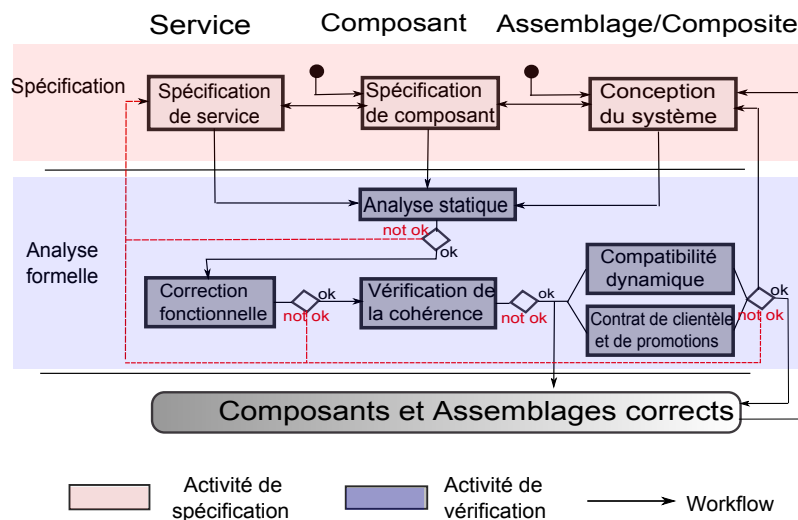 Service
Composant
Assemblage/Composite
Spécification
Spécification
de service
Spécification
de composant
Conception
du système
Analyse
formelle
Analyse statique
not ok
ok
Correction
fonctionnelle
ok
not ok
Vérification de
la cohérence
ok
not ok
Compatibilité
dynamique
Contrat de clientèle
et de promotions
ok
not ok
Composants et Assemblages corrects
Activité de
spécification
Activité de
vérification
Workflow